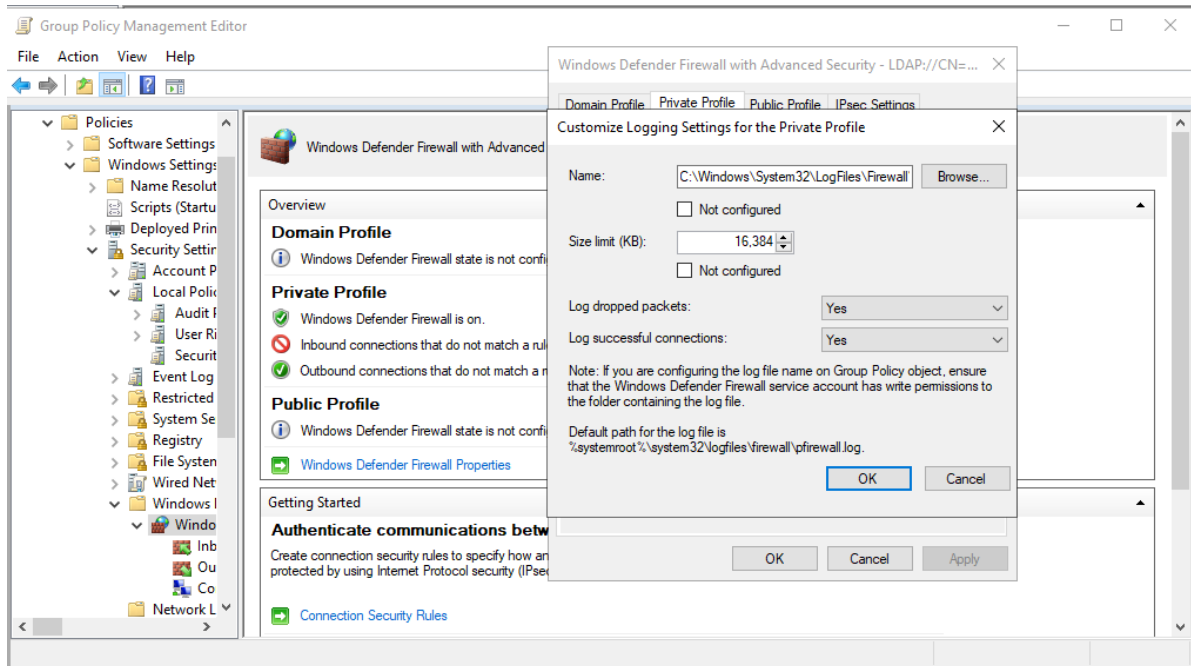 Group Policy Management Editor
File Action View Help
Policies
Software Settings
Windows Settings
Name Resolut
Scripts (Startu
Deployed Prin
Security Settin
Account P
Local Polic
Audit P
User Ri
Securit
Event Log
Restricted
System Se
Registry
File System
Wired Net
Windows
Windo
Inb
Ou
Co
Network L
Windows Defender Firewall with Advanced
Overview
Domain Profile
Windows Defender Firewall state is not confi
Private Profile
Windows Defender Firewall is on.
Inbound connections that do not match a rul
Outbound connections that do not match a r
Public Profile
Windows Defender Firewall state is not confi
Windows Defender Firewall Properties
Getting Started
Authenticate communications betw
Create connection security rules to specify how an
protected by using Internet Protocol security (IPsec
Connection Security Rules
Windows Defender Firewall with Advanced Security - LDAP://CN=...
Domain Profile Private Profile Public Profile IPsec Settings
Customize Logging Settings for the Private Profile
Name: C:\Windows\System32\LogFiles\Firewall Browse...
Not configured
Size limit (KB): 16,384
Not configured
Log dropped packets: Yes
Log successful connections: Yes
Note: If you are configuring the log file name on Group Policy object, ensure
that the Windows Defender Firewall service account has write permissions to
the folder containing the log file.
Default path for the log file is
%systemroot%\system32\logfiles\firewall\pfirewall.log.
OK Cancel
OK Cancel Apply